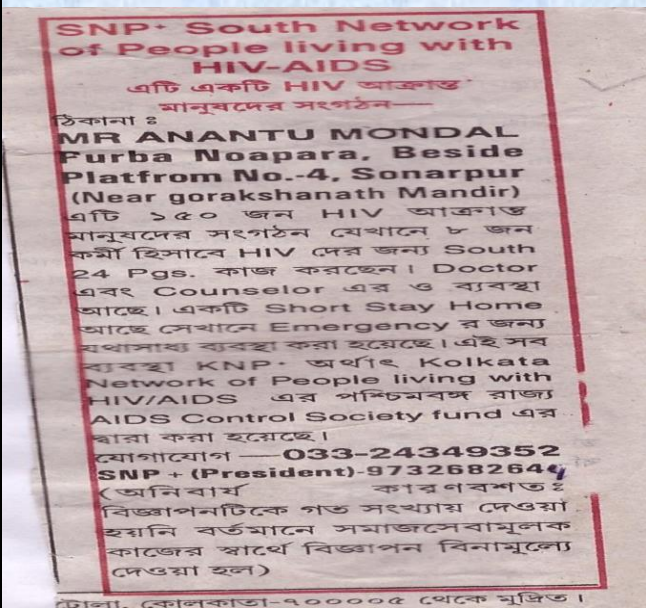 SNP+ South Network
of People living with
HIV-AIDS
এটি একটি HIV আক্রান্ত
মানুষদের সংগঠন—
ঠিকানা ঃ
MR ANANTU MONDAL
Purba Noapara, Beside
Platfrom No.-4, Sonarpur
(Near gorakshanath Mandir)
এটি ১৫০ জন HIV আক্রান্ত
মানুষদের সংগঠন যেখানে ৮ জন
কর্মী হিসাবে HIV দের জন্য South
24 Pgs. কাজ করছেন। Doctor
এবং Counselor এর ও ব্যবস্থা
আছে। একটি Short Stay Home
আছে সেখানে Emergency র জন্য
যথাসাধ্য ব্যবস্থা করা হয়েছে। এই সব
ব্যবস্থা KNP+ অর্থাৎ Kolkata
Network of People living with
HIV/AIDS এর পশ্চিমবঙ্গ রাজ্য
AIDS Control Society fund এর
দ্বারা করা হয়েছে।
যোগাযোগ — 033-24349352
SNP + (President)-9732682644
(অনিবার্য কারণবশতঃ
বিজ্ঞাপনটিকে গত সংখ্যায় দেওয়া
হয়নি বর্তমানে সমাজসেবামূলক
কাজের স্বার্থে বিজ্ঞাপন বিনামূল্যে
দেওয়া হল)
টোলা, কোলকাতা-৭০০০০৫ থেকে মুদ্রিত।